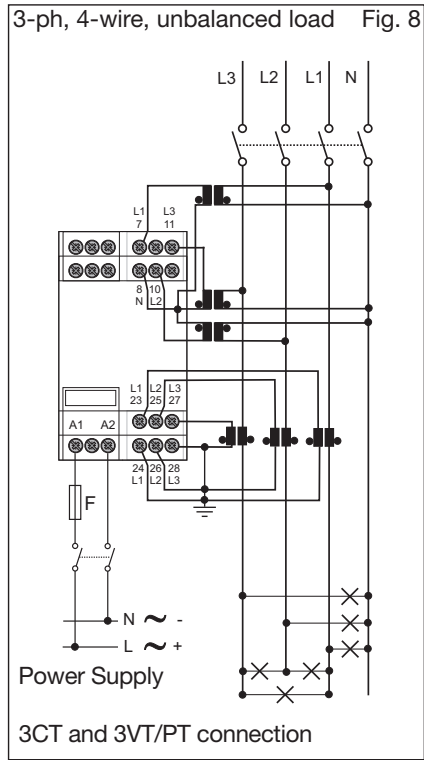 3-ph, 4-wire, unbalanced load Fig. 8
L3 L2 L1 N
L1 L3
7 11
8 10
N L2
L1 L2 L3
23 25 27
A1 A2
24 26 28
L1 L2 L3
F
N ~ -
L ~ +
Power Supply
3CT and 3VT/PT connection